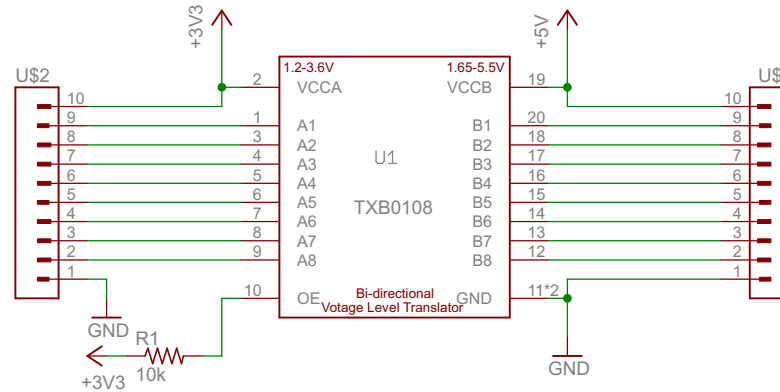 +3V3
+5V
U$2
U$
1.2-3.6V
1.65-5.5V
2
VCCA
VCCB
19
10
10
9
1
A1
B1
20
9
8
3
A2
B2
18
8
7
4
A3
B3
17
7
U1
6
5
A4
B4
16
6
5
6
A5
B5
15
5
TXB0108
4
7
A6
B6
14
4
3
8
A7
B7
13
3
2
9
A8
B8
12
2
1
1
10
OE
Bi-directional
GND
11*2
Votage Level Translator
GND
R1
10k
+3V3
GND